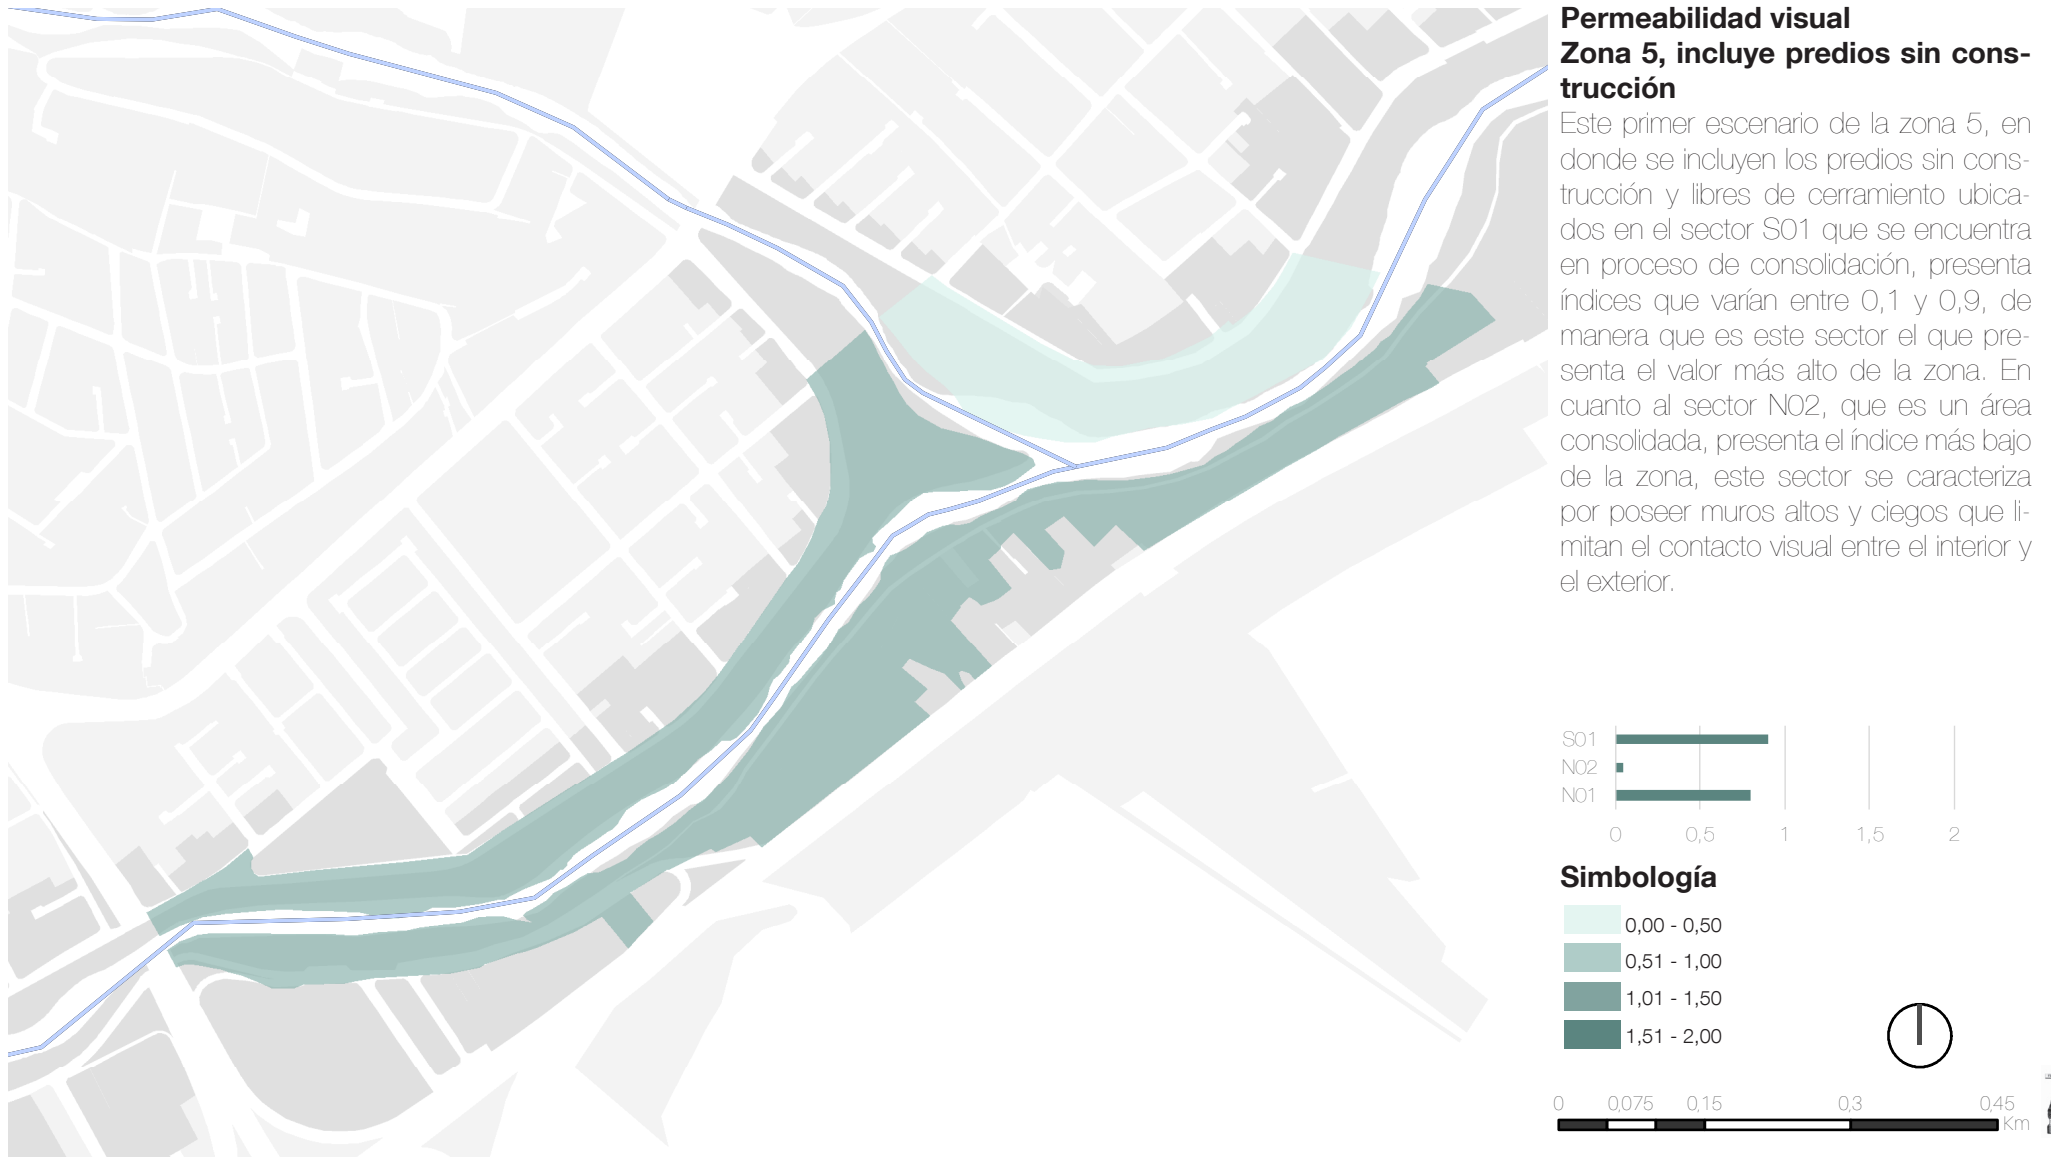 Permeabilidad visual
Zona 5, incluye predios sin cons-
trucción
Este primer escenario de la zona 5, en
donde se incluyen los predios sin cons-
trucción y libres de cerramiento ubica-
dos en el sector S01 que se encuentra
en proceso de consolidación, presenta
índices que varían entre 0,1 y 0,9, de
manera que es este sector el que pre-
senta el valor más alto de la zona. En
cuanto al sector N02, que es un área
consolidada, presenta el índice más bajo
de la zona, este sector se caracteriza
por poseer muros altos y ciegos que li-
mitan el contacto visual entre el interior y
el exterior.
S01
N02
N01
0 0,5 1 1,5 2
Simbología
0,00 - 0,50
0,51 - 1,00
1,01 - 1,50
1,51 - 2,00
0 0,075 0,15 0,3 0,45
Km